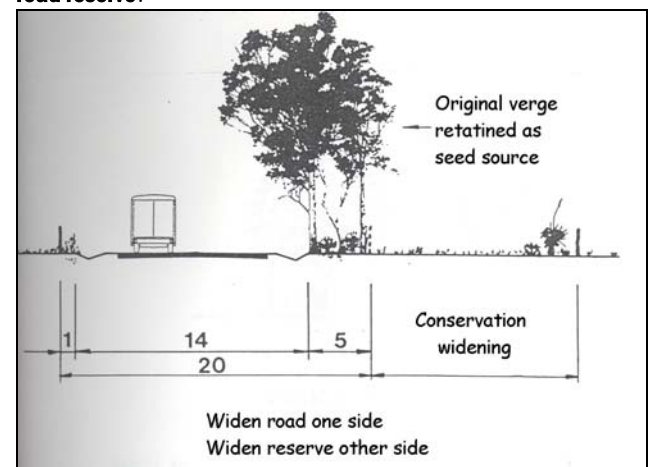 road reserve.
Original verge
retatined as
seed source
1 14 5
20
Conservation
widening
Widen road one side
Widen reserve other side